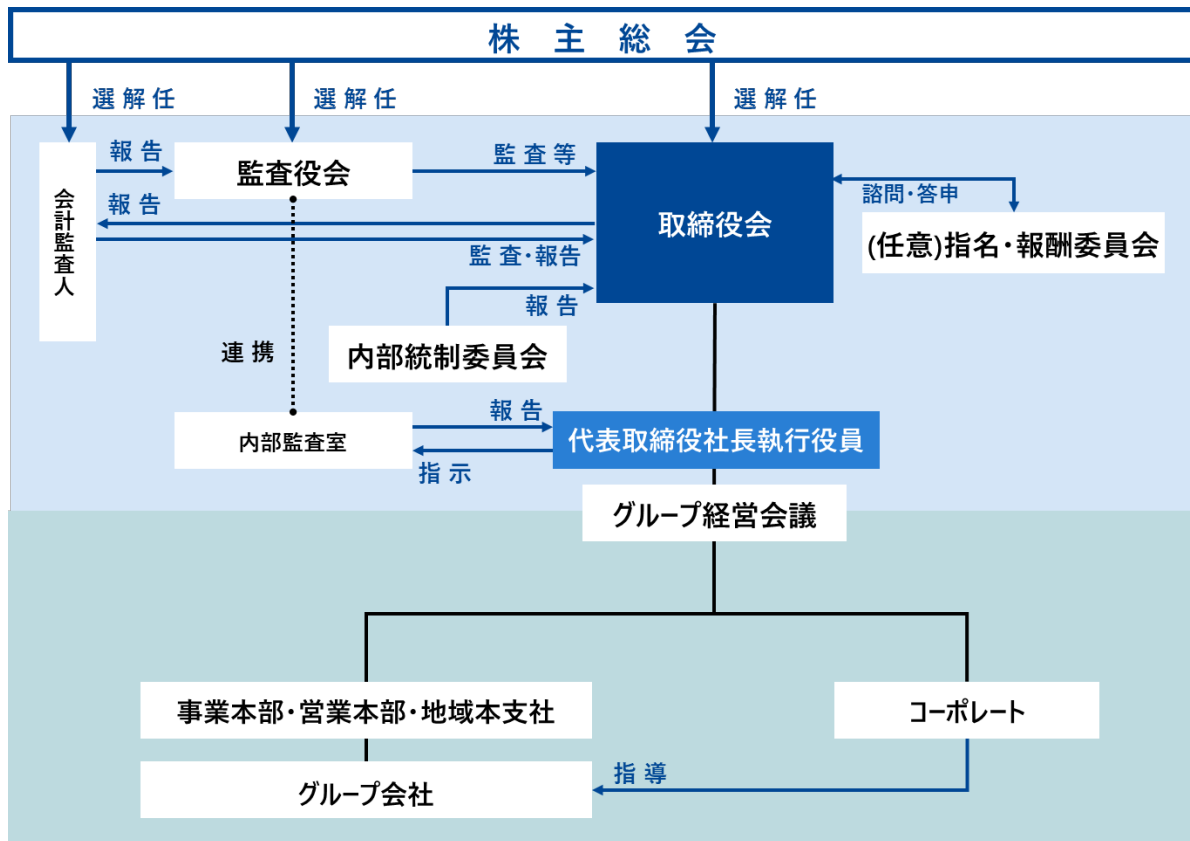 株主総会
選解任
選解任
選解任
報告
監査役会
監査等
取締役会
諮問・答申
(任意)指名・報酬委員会
会計監査人
報告
監査・報告
報告
内部統制委員会
連携
内部監査室
報告
指示
代表取締役社長執行役員
グループ経営会議
事業本部・営業本部・地域本支社
コーポレート
グループ会社
指導